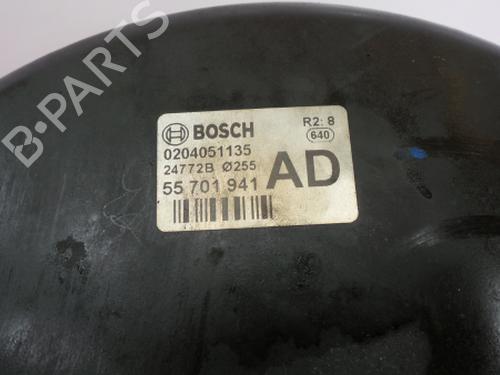 B-PARTS
BOSCH
R2: 8
640
0204051135
24772B Ø255
55 701 941
AD